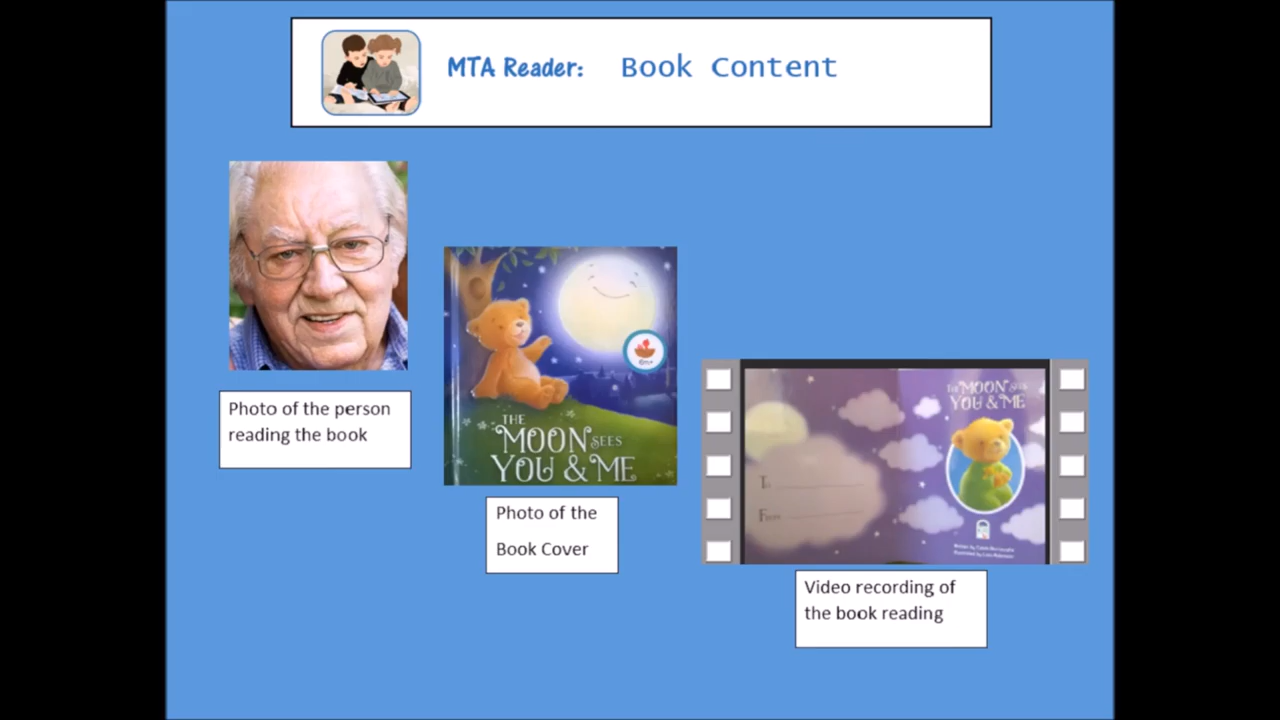 MTA Reader: Book Content
Photo of the person
reading the book
THE
MOON SEES
YOU & ME
Photo of the
Book Cover
THE MOON SEES
YOU & ME
To
From
Video recording of
the book reading